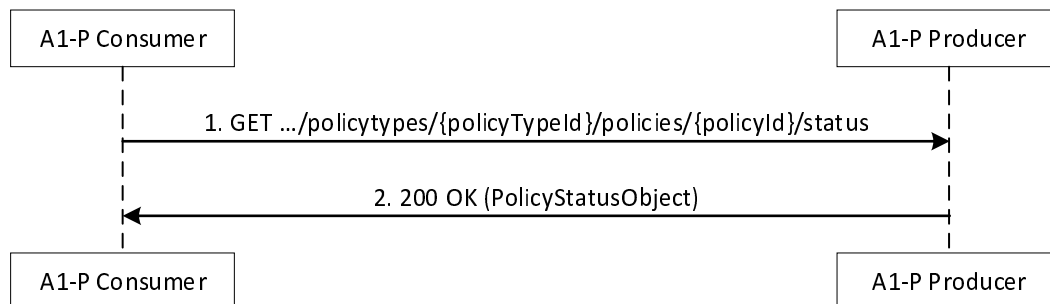 A1-P Consumer
A1-P Producer
1. GET .../policytypes/{policyTypeId}/policies/{policyId}/status
2. 200 OK (PolicyStatusObject)
A1-P Consumer
A1-P Producer